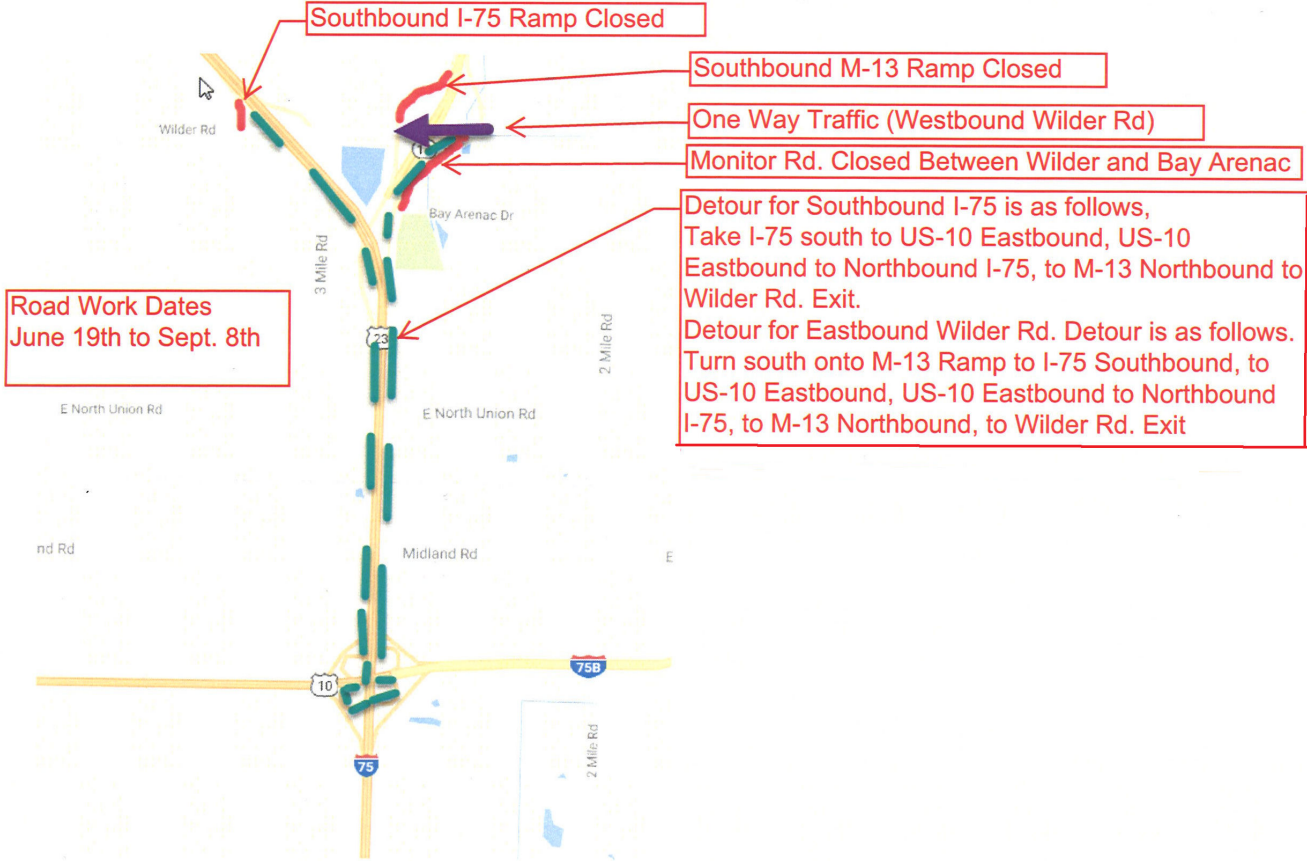 Southbound I-75 Ramp Closed
Southbound M-13 Ramp Closed
One Way Traffic (Westbound Wilder Rd)
Monitor Rd. Closed Between Wilder and Bay Arenac
Detour for Southbound I-75 is as follows,
Take I-75 south to US-10 Eastbound, US-10
Eastbound to Northbound I-75, to M-13 Northbound to
Wilder Rd. Exit.
Detour for Eastbound Wilder Rd. Detour is as follows.
Turn south onto M-13 Ramp to I-75 Southbound, to
US-10 Eastbound, US-10 Eastbound to Northbound
I-75, to M-13 Northbound, to Wilder Rd. Exit
Road Work Dates
June 19th to Sept. 8th
Wilder Rd
Bay Arenac Dr
3 Mile Rd
23
2 Mile Rd
E North Union Rd
E North Union Rd
nd Rd
Midland Rd
E
75B
10
2 Mile Rd
75